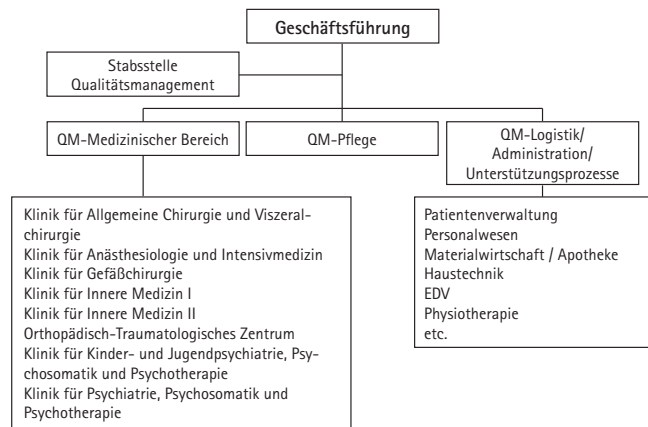 Geschäftsführung
Stabsstelle
Qualitätsmanagement
QM-Medizinischer Bereich
QM-Pflege
QM-Logistik/
Administration/
Unterstützungsprozesse
Klinik für Allgemeine Chirurgie und Viszeral-
chirurgie
Klinik für Anästhesiologie und Intensivmedizin
Klinik für Gefäßchirurgie
Klinik für Innere Medizin I
Klinik für Innere Medizin II
Orthopädisch-Traumatologisches Zentrum
Klinik für Kinder- und Jugendpsychiatrie, Psy-
chosomatik und Psychotherapie
Klinik für Psychiatrie, Psychosomatik und
Psychotherapie
Patientenverwaltung
Personalwesen
Materialwirtschaft / Apotheke
Haustechnik
EDV
Physiotherapie
etc.